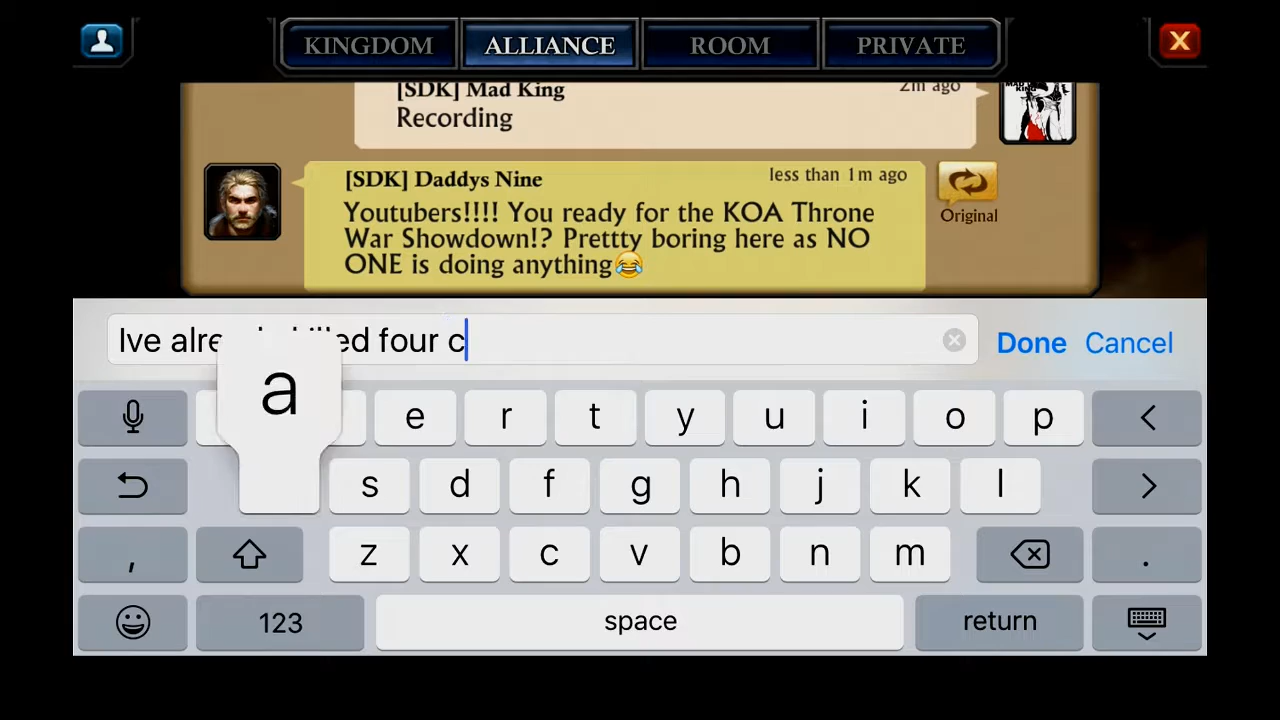 KINGDOM
ALLIANCE
ROOM
PRIVATE
X
[SDK] Mad King
2m ago
Recording
[SDK] Daddys Nine
less than 1m ago
Youtubers!!!! You ready for the KOA Throne
War Showdown!? Prettty boring here as NO
ONE is doing anything😂
Original
Ive alre
ed four c
Done
Cancel
a
e r t y u i o p
s d f g h j k l
z x c v b n m
, 
.
123
space
return